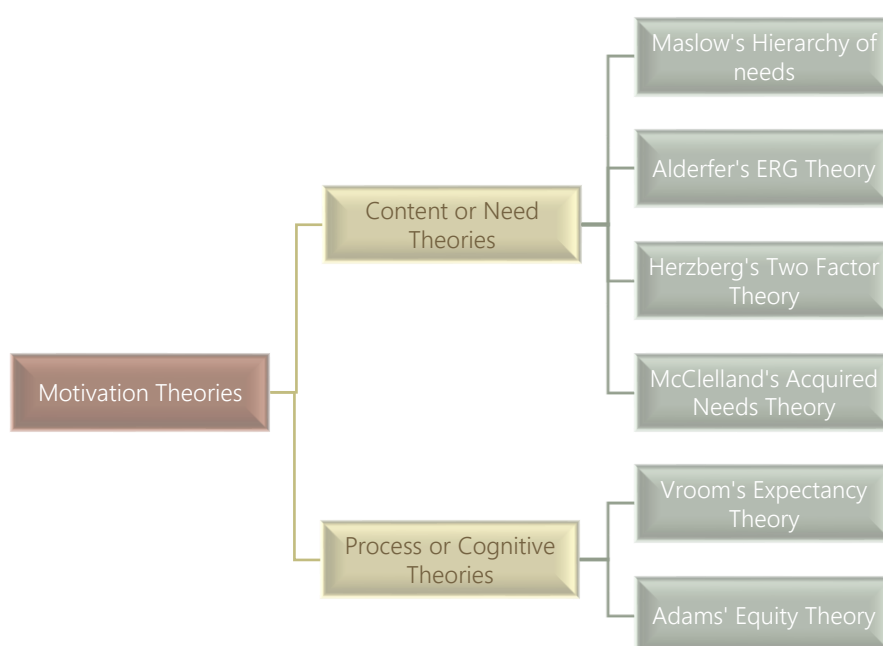 Motivation Theories
Content or Need
Theories
Maslow's Hierarchy of
needs
Alderfer's ERG Theory
Herzberg's Two Factor
Theory
McClelland's Acquired
Needs Theory
Process or Cognitive
Theories
Vroom's Expectancy
Theory
Adams' Equity Theory